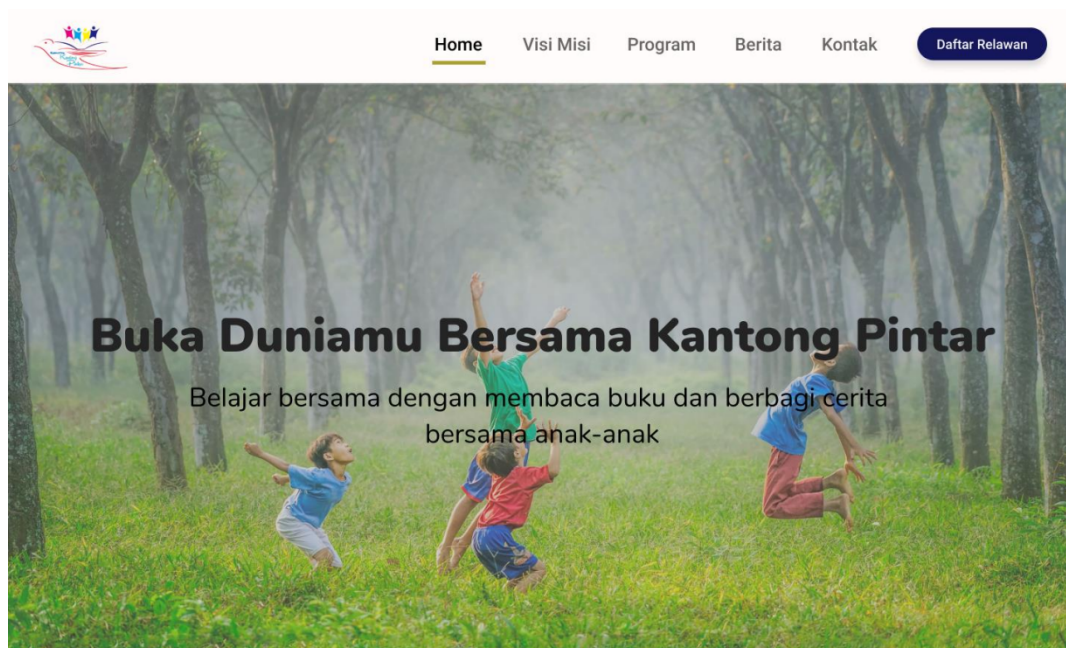 Home Visi Misi Program Berita Kontak Daftar Relawan
Buka Duniamu Bersama Kantong Pintar
Belajar bersama dengan membaca buku dan berbagi cerita
bersama anak-anak